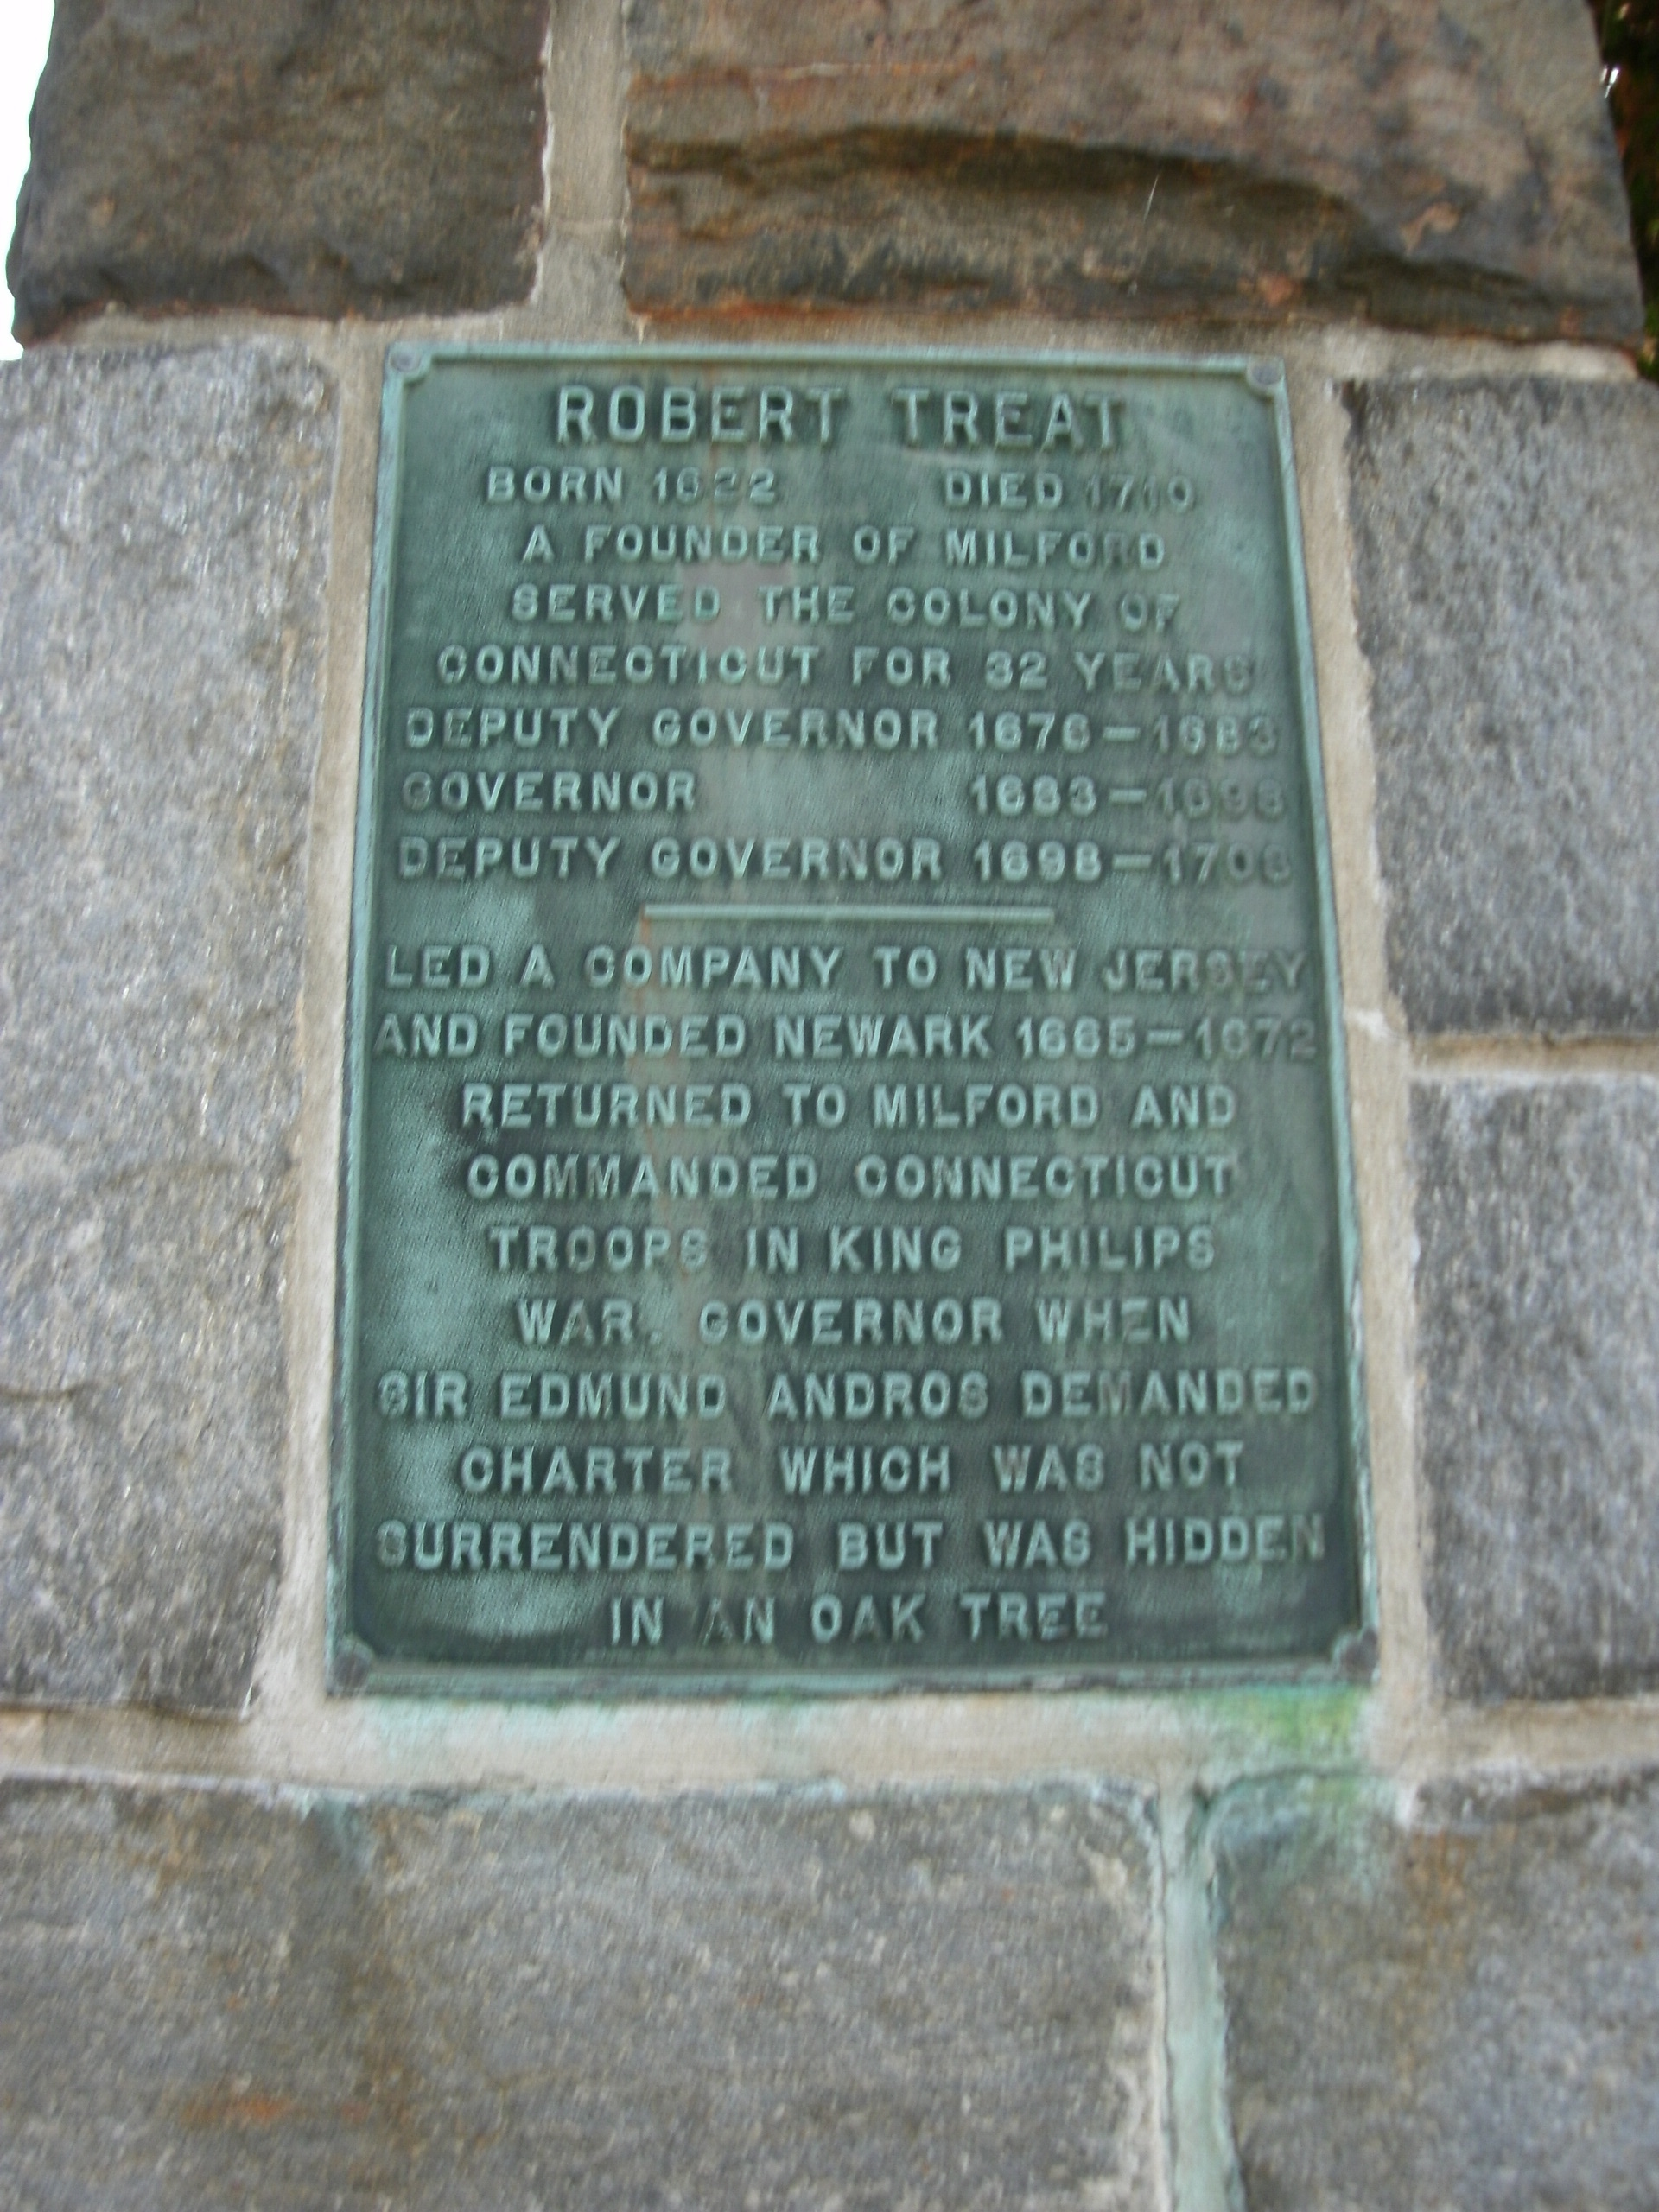 ROBERT TREAT
BORN 1622 DIED 1710
A FOUNDER OF MILFORD
SERVED THE COLONY OF
CONNECTICUT FOR 32 YEARS
DEPUTY GOVERNOR 1676-1683
GOVERNOR 1683-1698
DEPUTY GOVERNOR 1698-1708
LED A COMPANY TO NEW JERSEY
AND FOUNDED NEWARK 1665-1672
RETURNED TO MILFORD AND
COMMANDED CONNECTICUT
TROOPS IN KING PHILIPS
WAR. GOVERNOR WHEN
SIR EDMUND ANDROS DEMANDED
CHARTER WHICH WAS NOT
SURRENDERED BUT WAS HIDDEN
IN AN OAK TREE